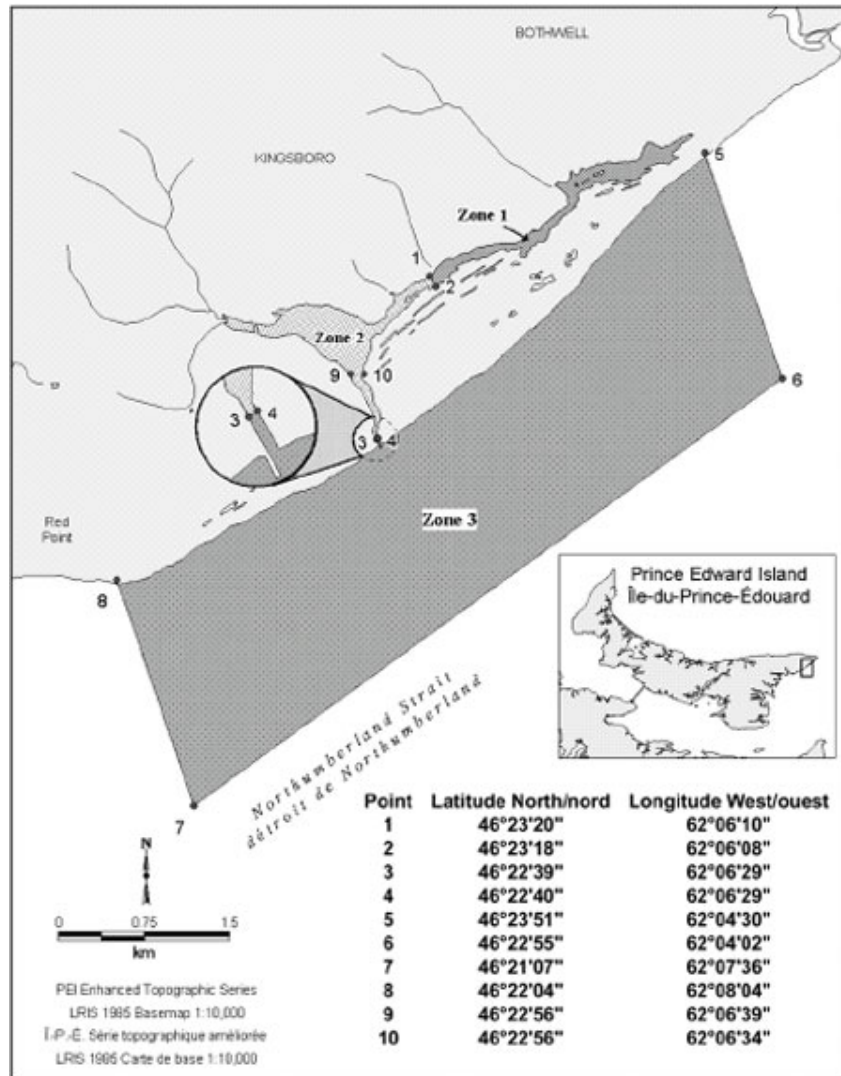 BOTHWELL
KINGSBORO
5
Zone 1
1
2
Zone 2
9 10
6
3 4
3 4
Zone 3
Red
Point
8
Prince Edward Island
Île-du-Prince-Édouard
Northumberland Strait
détroit de Northumberland
7
N
0 0.75 1.5
km
PEI Enhanced Topographic Series
LRIS 1985 Basemap 1:10,000
Î.-P.-É. Série topographique améliorée
LRIS 1985 Carte de base 1:10,000
Point Latitude North/nord Longitude West/ouest
1 46°23'20" 62°06'10"
2 46°23'18" 62°06'08"
3 46°22'39" 62°06'29"
4 46°22'40" 62°06'29"
5 46°23'51" 62°04'30"
6 46°22'55" 62°04'02"
7 46°21'07" 62°07'36"
8 46°22'04" 62°08'04"
9 46°22'56" 62°06'39"
10 46°22'56" 62°06'34"